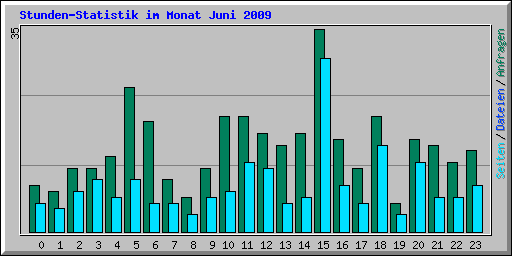 Stunden-Statistik im Monat Juni 2009
35
0 1 2 3 4 5 6 7 8 9 10 11 12 13 14 15 16 17 18 19 20 21 22 23
Seiten / Dateien / Anfragen